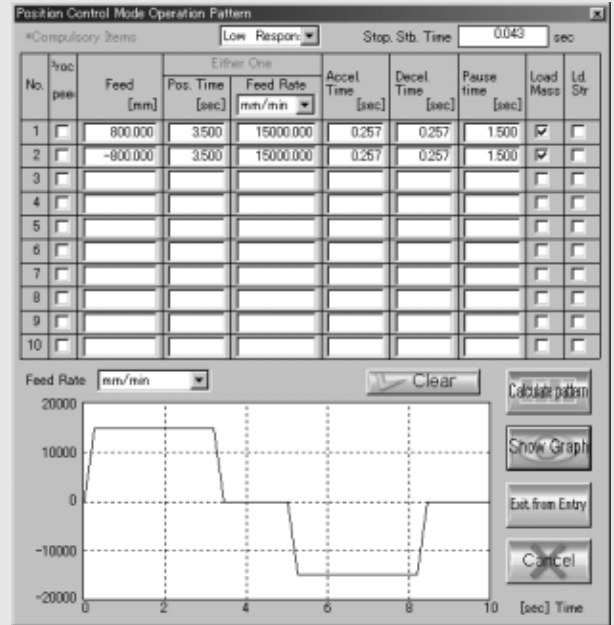 Position Control Mode Operation Pattern
*Compulsory Items Low Respon: Stop. Stb. Time 0.043 sec
Either One
No. Feed [mm] Pos. Time [sec] Feed Rate mm/min Accel. Time [sec] Decel. Time [sec] Pause time [sec] Load Mass Ld. Str
1 800.000 3.500 15000.000 0.257 0.257 1.500
2 -800.000 3.500 15000.000 0.257 0.257 1.500
3
4
5
6
7
8
9
10
Feed Rate mm/min Clear
Calculate pattern
Show Graph
Exit from Entry
Cancel
20000
10000
0
-10000
-20000
0 2 4 6 8 10 [sec] Time